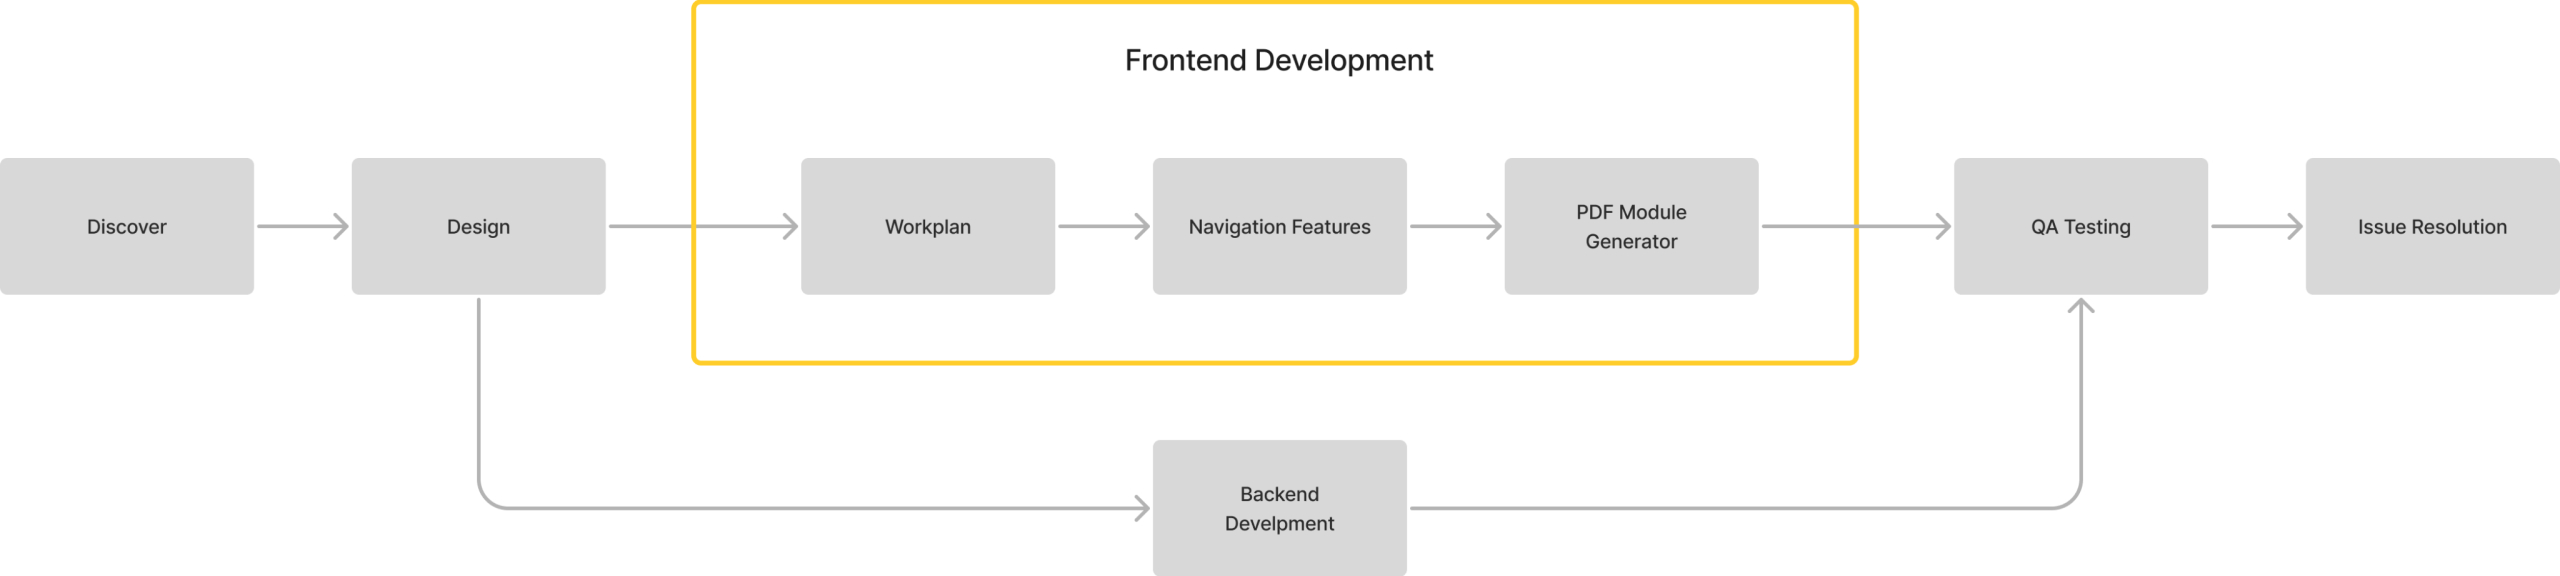 Frontend Development
Discover
Design
Workplan
Navigation Features
PDF Module
Generator
QA Testing
Issue Resolution
Backend
Develpment